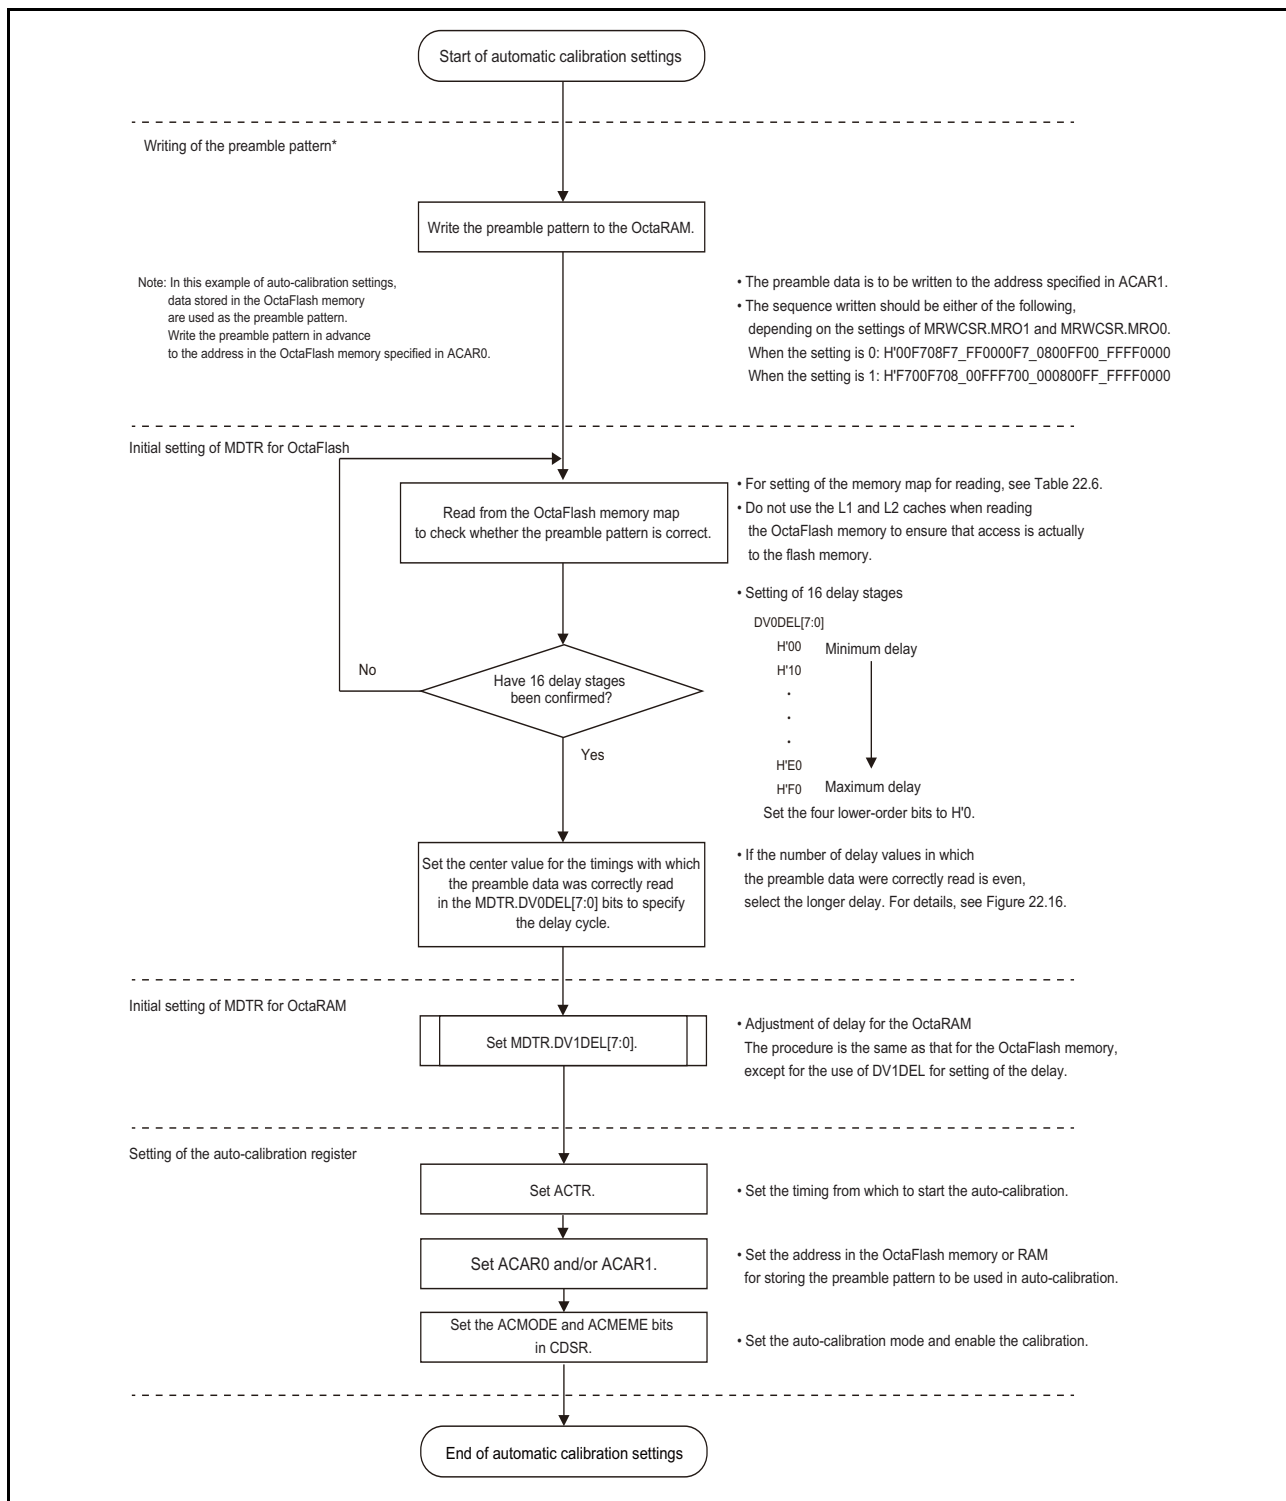 Start of automatic calibration settings
Writing of the preamble pattern*
Write the preamble pattern to the OctaRAM.
Note: In this example of auto-calibration settings,
data stored in the OctaFlash memory
are used as the preamble pattern.
Write the preamble pattern in advance
to the address in the OctaFlash memory specified in ACAR0.
• The preamble data is to be written to the address specified in ACAR1.
• The sequence written should be either of the following,
depending on the settings of MRWCSR.MRO1 and MRWCSR.MRO0.
When the setting is 0: H'00F708F7_FF0000F7_0800FF00_FFFF0000
When the setting is 1: H'F700F708_00FFF700_000800FF_FFFF0000
Initial setting of MDTR for OctaFlash
Read from the OctaFlash memory map
to check whether the preamble pattern is correct.
• For setting of the memory map for reading, see Table 22.6.
• Do not use the L1 and L2 caches when reading
the OctaFlash memory to ensure that access is actually
to the flash memory.
• Setting of 16 delay stages
DV0DEL[7:0]
H'00 Minimum delay
H'10
.
.
.
H'E0
H'F0 Maximum delay
Set the four lower-order bits to H'0.
No
Have 16 delay stages
been confirmed?
Yes
Set the center value for the timings with which
the preamble data was correctly read
in the MDTR.DV0DEL[7:0] bits to specify
the delay cycle.
• If the number of delay values in which
the preamble data were correctly read is even,
select the longer delay. For details, see Figure 22.16.
Initial setting of MDTR for OctaRAM
Set MDTR.DV1DEL[7:0].
• Adjustment of delay for the OctaRAM
The procedure is the same as that for the OctaFlash memory,
except for the use of DV1DEL for setting of the delay.
Setting of the auto-calibration register
Set ACTR.
• Set the timing from which to start the auto-calibration.
Set ACAR0 and/or ACAR1.
• Set the address in the OctaFlash memory or RAM
for storing the preamble pattern to be used in auto-calibration.
Set the ACMODE and ACMEME bits
in CDSR.
• Set the auto-calibration mode and enable the calibration.
End of automatic calibration settings